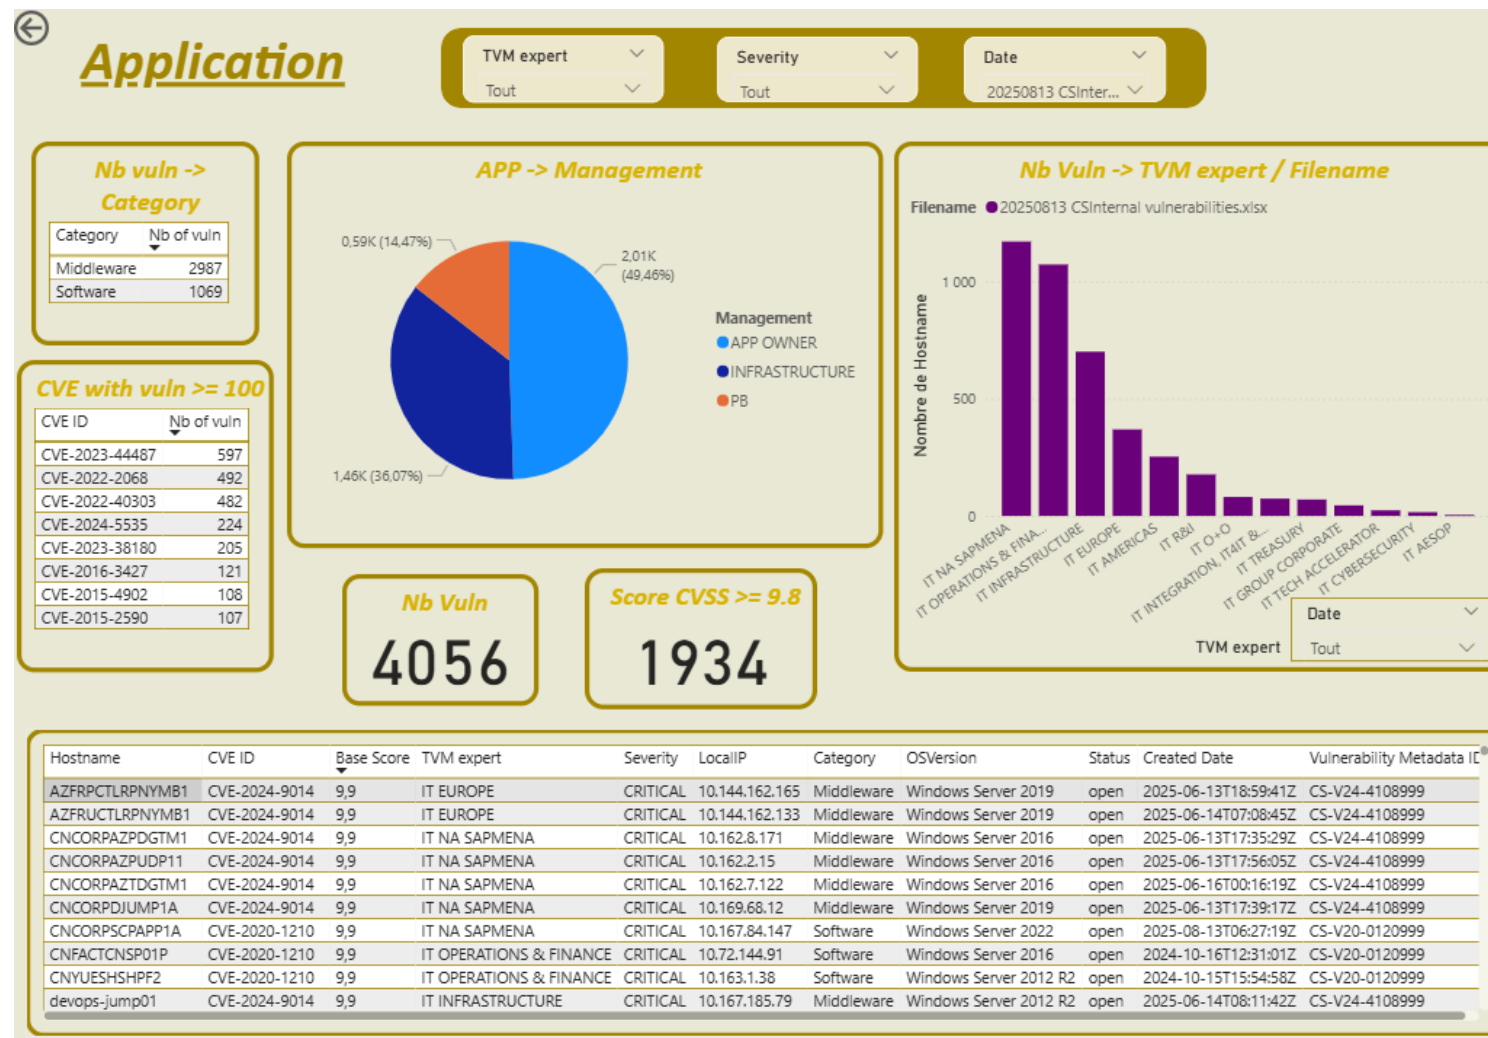 Application
TVM expert
Tout
Severity
Tout
Date
20250813 CSInter...
Nb vuln ->
Category
Category Nb of vuln
Middleware 2987
Software 1069
CVE with vuln >= 100
CVE ID Nb of vuln
CVE-2023-44487 597
CVE-2022-2068 492
CVE-2022-40303 482
CVE-2024-5535 224
CVE-2023-38180 205
CVE-2016-3427 121
CVE-2015-4902 108
CVE-2015-2590 107
APP -> Management
0,59K (14,47%)
2,01K
(49,46%)
1,46K (36,07%)
Management
APP OWNER
INFRASTRUCTURE
PB
Nb Vuln
4056
Score CVSS >= 9.8
1934
Nb Vuln -> TVM expert / Filename
Filename 20250813 CSInternal vulnerabilities.xlsx
Nombre de Hostname
1 000
500
0
IT NA SAPMENA
IT OPERATIONS & FINA...
IT INFRASTRUCTURE
IT EUROPE
IT AMERICAS
IT R&I
IT O+O
IT INTEGRATION, IT4IT &...
IT TREASURY
IT GROUP CORPORATE
IT TECH ACCELERATOR
IT CYBERSECURITY
IT AESOP
TVM expert
Date
Tout
Hostname CVE ID Base Score TVM expert Severity LocalIP Category OSVersion Status Created Date Vulnerability Metadata ID
AZFRPCTLRPNYMB1 CVE-2024-9014 9,9 IT EUROPE CRITICAL 10.144.162.165 Middleware Windows Server 2019 open 2025-06-13T18:59:41Z CS-V24-4108999
AZFRUCTLRPNYMB1 CVE-2024-9014 9,9 IT EUROPE CRITICAL 10.144.162.133 Middleware Windows Server 2019 open 2025-06-14T07:08:45Z CS-V24-4108999
CNCORPAZPDGTM1 CVE-2024-9014 9,9 IT NA SAPMENA CRITICAL 10.162.8.171 Middleware Windows Server 2016 open 2025-06-13T17:35:29Z CS-V24-4108999
CNCORPAZPUDP11 CVE-2024-9014 9,9 IT NA SAPMENA CRITICAL 10.162.2.15 Middleware Windows Server 2016 open 2025-06-13T17:56:05Z CS-V24-4108999
CNCORPAZTDGTM1 CVE-2024-9014 9,9 IT NA SAPMENA CRITICAL 10.162.7.122 Middleware Windows Server 2016 open 2025-06-16T00:16:19Z CS-V24-4108999
CNCORPDJUMP1A CVE-2024-9014 9,9 IT NA SAPMENA CRITICAL 10.169.68.12 Middleware Windows Server 2019 open 2025-06-13T17:39:17Z CS-V24-4108999
CNCORPSCPAPP1A CVE-2020-1210 9,9 IT NA SAPMENA CRITICAL 10.167.84.147 Software Windows Server 2022 open 2025-08-13T06:27:19Z CS-V20-0120999
CNFACTCNSP01P CVE-2020-1210 9,9 IT OPERATIONS & FINANCE CRITICAL 10.72.144.91 Software Windows Server 2016 open 2024-10-16T12:31:01Z CS-V20-0120999
CNYUESHSHPF2 CVE-2020-1210 9,9 IT OPERATIONS & FINANCE CRITICAL 10.163.1.38 Software Windows Server 2012 R2 open 2024-10-15T15:54:58Z CS-V20-0120999
devops-jump01 CVE-2024-9014 9,9 IT INFRASTRUCTURE CRITICAL 10.167.185.79 Middleware Windows Server 2012 R2 open 2025-06-14T08:11:42Z CS-V24-4108999